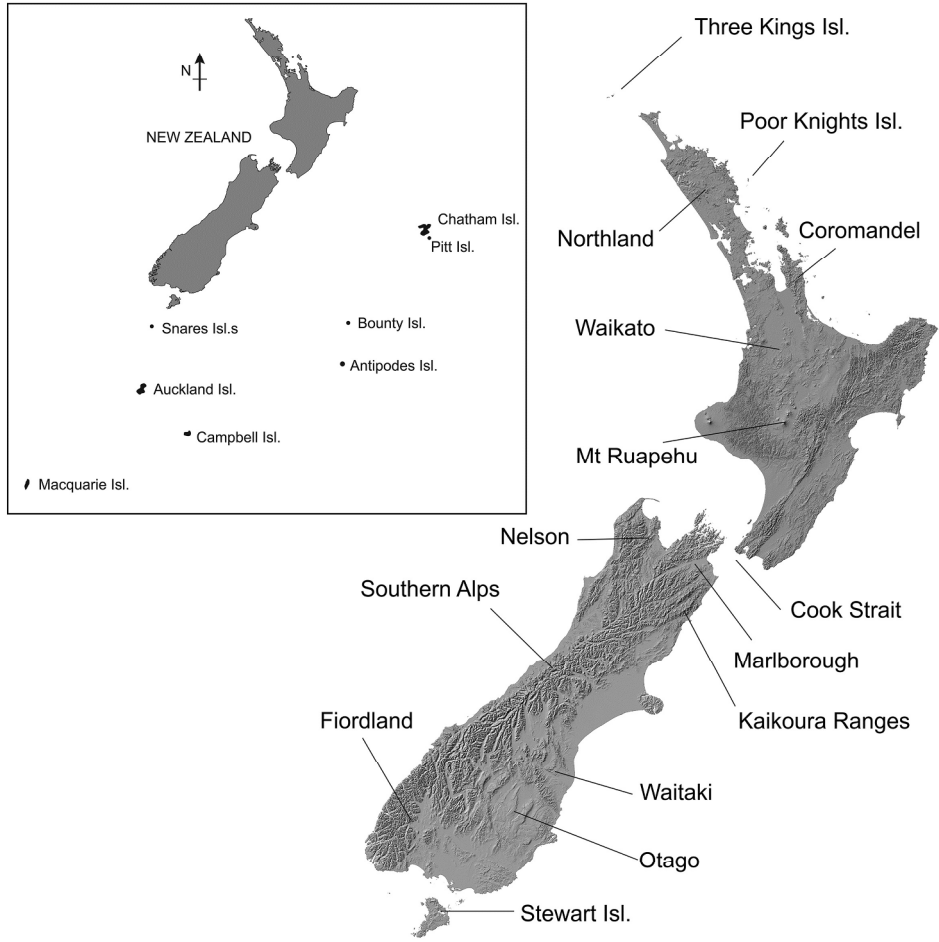 N
NEW ZEALAND
Chatham Isl.
Pitt Isl.
Snares Isl.s
Bounty Isl.
Antipodes Isl.
Auckland Isl.
Campbell Isl.
Macquarie Isl.
Three Kings Isl.
Poor Knights Isl.
Northland
Coromandel
Waikato
Mt Ruapehu
Nelson
Southern Alps
Cook Strait
Marlborough
Fiordland
Kaikoura Ranges
Waitaki
Otago
Stewart Isl.